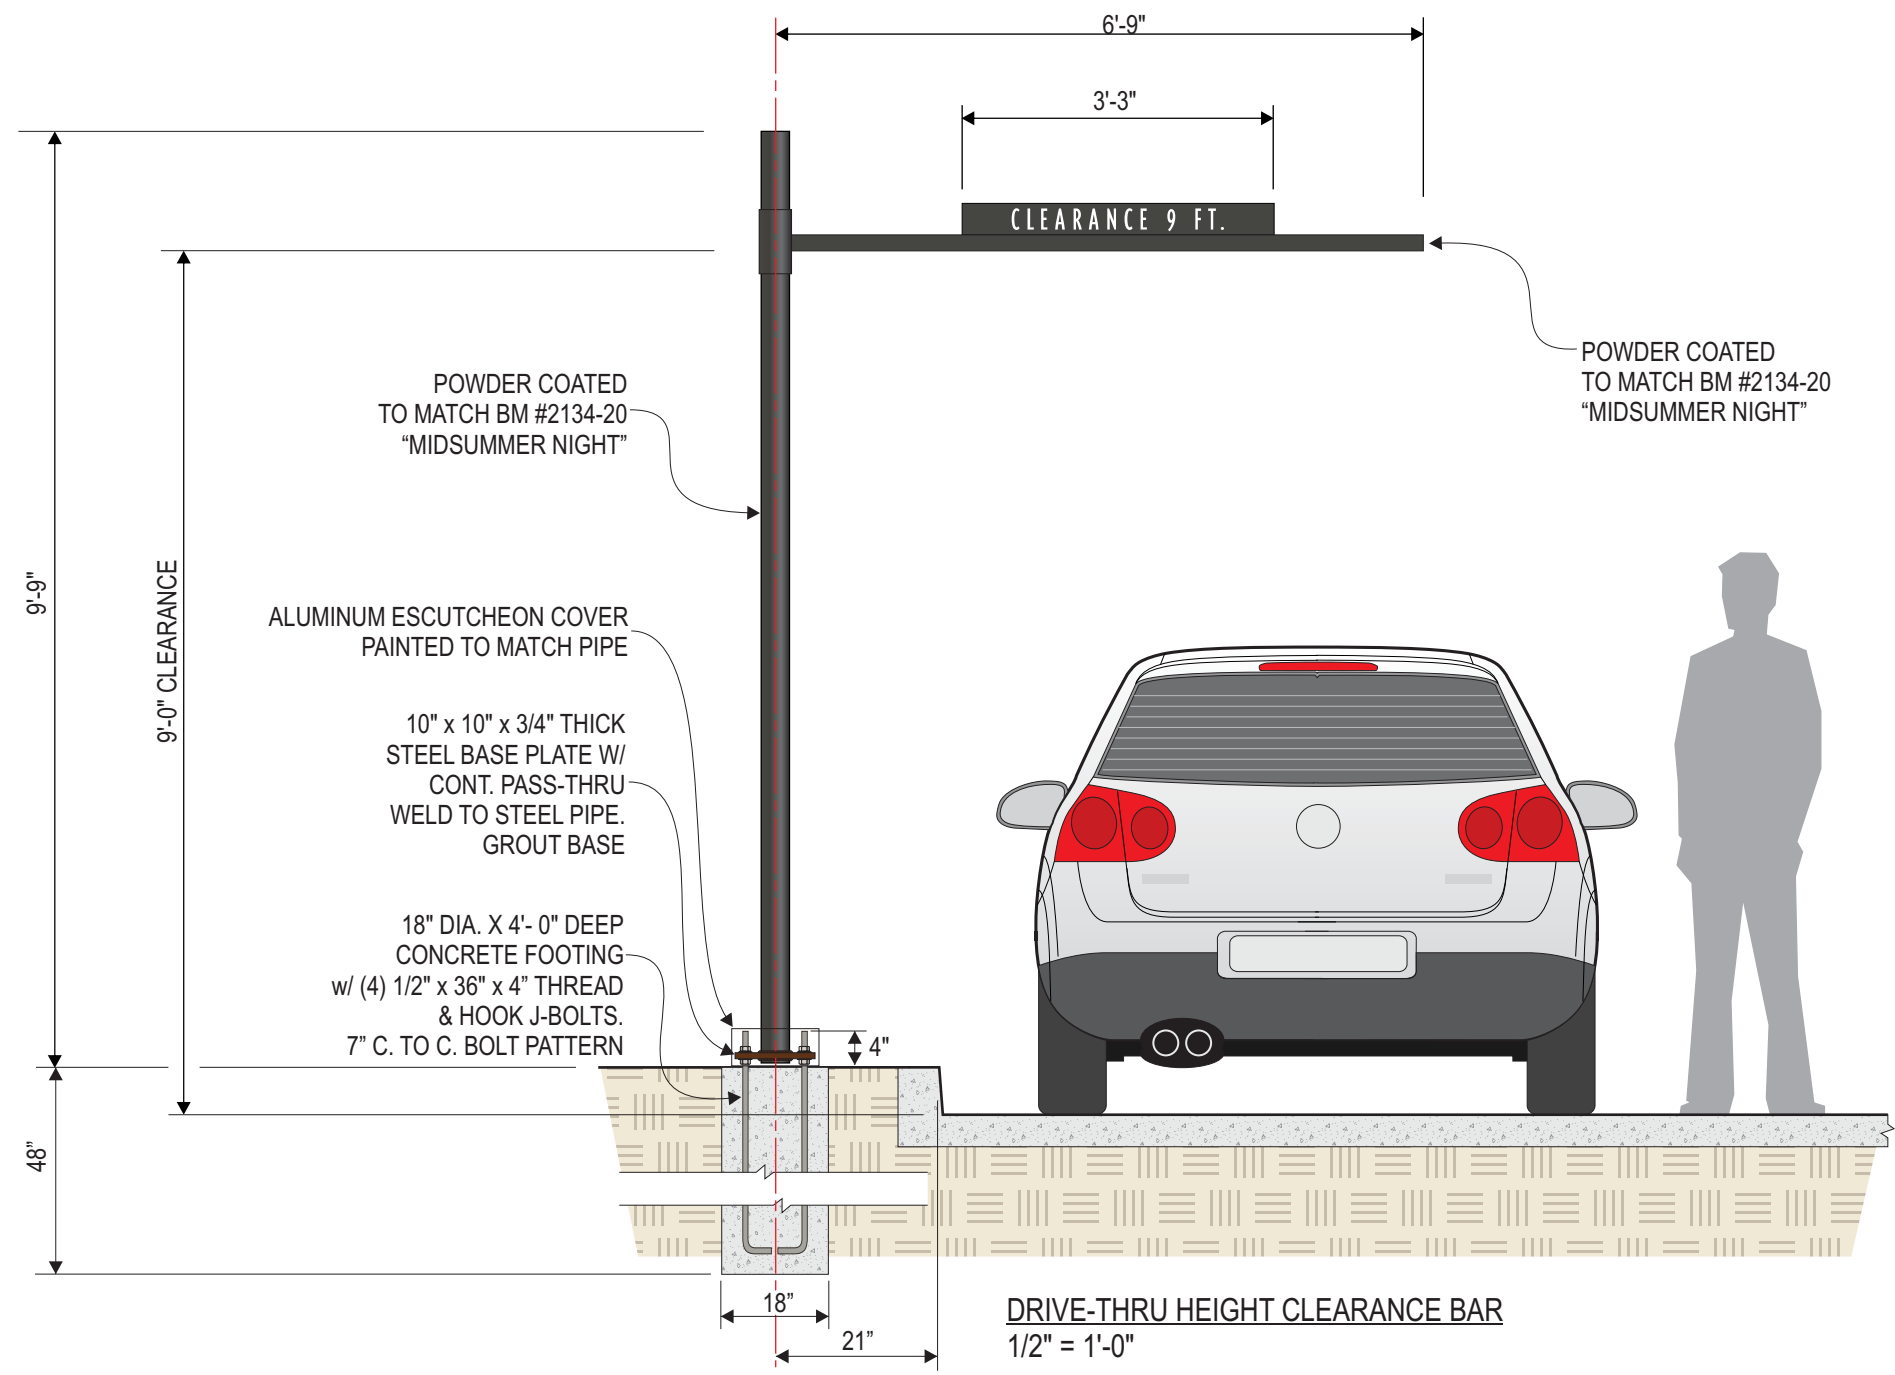 6'-9"
3'-3"
CLEARANCE 9 FT.
POWDER COATED
TO MATCH BM #2134-20
“MIDSUMMER NIGHT”
POWDER COATED
TO MATCH BM #2134-20
“MIDSUMMER NIGHT”
9'-9"
9'-0" CLEARANCE
ALUMINUM ESCUTCHEON COVER
PAINTED TO MATCH PIPE
10" x 10" x 3/4" THICK
STEEL BASE PLATE W/
CONT. PASS-THRU
WELD TO STEEL PIPE.
GROUT BASE
18" DIA. X 4'- 0" DEEP
CONCRETE FOOTING
w/ (4) 1/2" x 36" x 4” THREAD
& HOOK J-BOLTS.
7” C. TO C. BOLT PATTERN
4"
48”
18”
21”
DRIVE-THRU HEIGHT CLEARANCE BAR
1/2" = 1'-0"